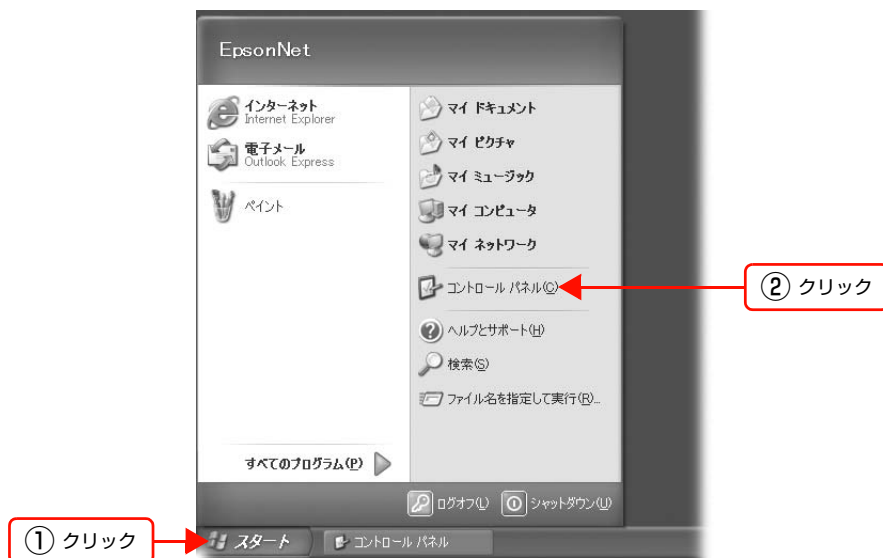 EpsonNet
インターネット
Internet Explorer
電子メール
Outlook Express
ペイント
すべてのプログラム(P)
マイ ドキュメント
マイ ピクチャ
マイ ミュージック
マイ コンピュータ
マイ ネットワーク
コントロール パネル(C)
② クリック
ヘルプとサポート(H)
検索(S)
ファイル名を指定して実行(R)...
ログオフ(L)
シャットダウン(U)
① クリック
スタート
コントロール パネル